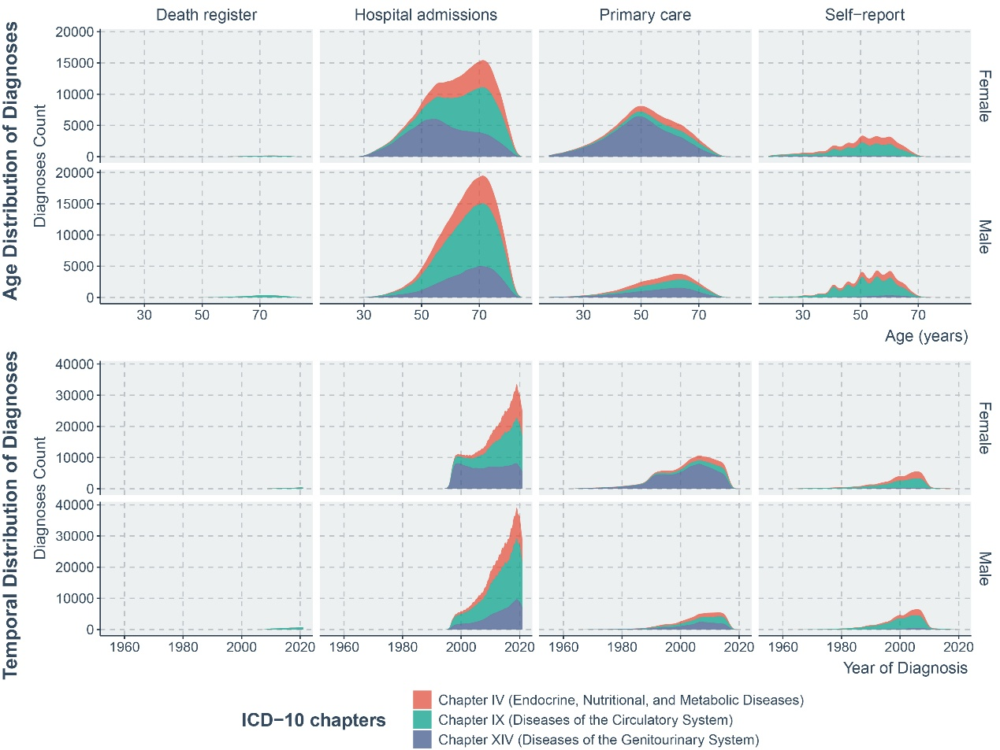 Death register Hospital admissions Primary care Self−report
Age Distribution of Diagnoses
Diagnoses Count
20000
15000
10000
5000
0
Female
20000
15000
10000
5000
0
Male
30 50 70 30 50 70 30 50 70 30 50 70
Age (years)
Temporal Distribution of Diagnoses
Diagnoses Count
40000
30000
20000
10000
0
Female
40000
30000
20000
10000
0
Male
1960 1980 2000 2020 1960 1980 2000 2020 1960 1980 2000 2020 1960 1980 2000 2020
Year of Diagnosis
ICD−10 chapters
Chapter IV (Endocrine, Nutritional, and Metabolic Diseases)
Chapter IX (Diseases of the Circulatory System)
Chapter XIV (Diseases of the Genitourinary System)